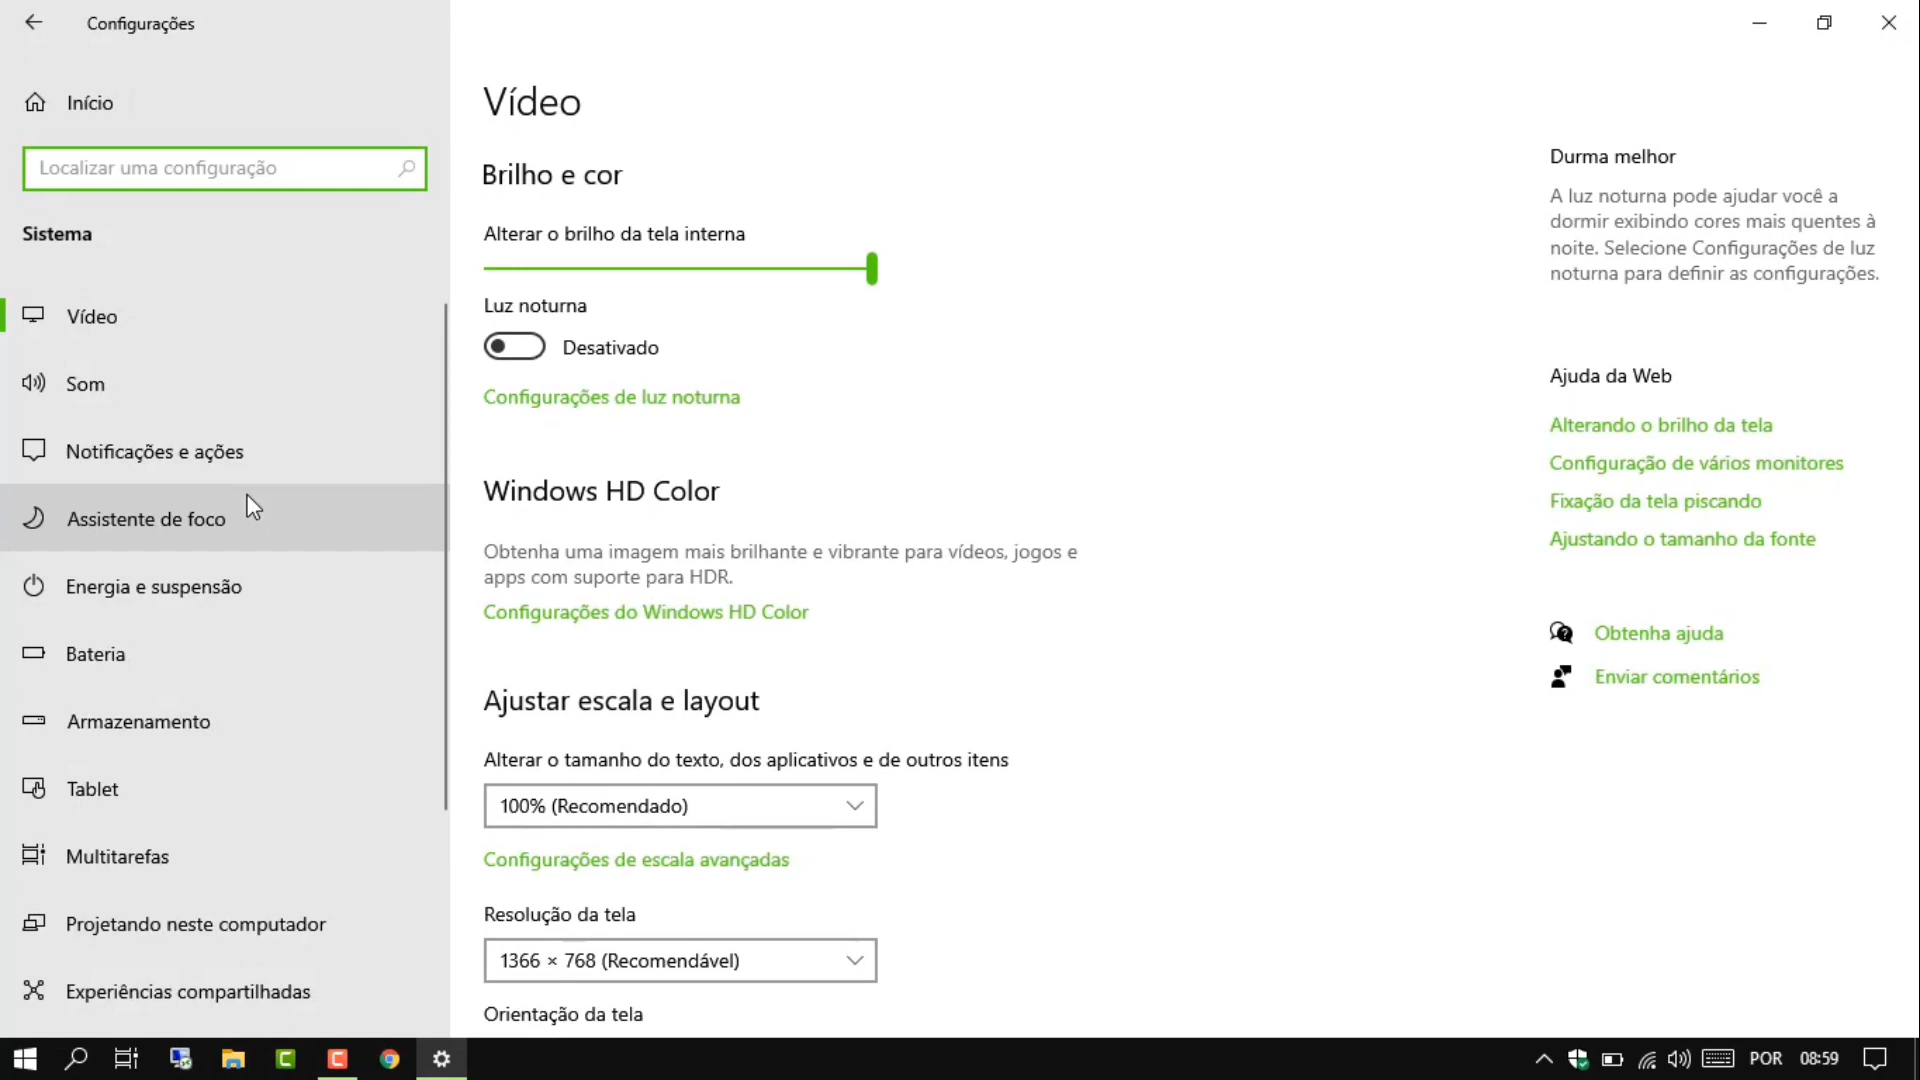 Configurações
Início
Localizar uma configuração
Sistema
Vídeo
Som
Notificações e ações
Assistente de foco
Energia e suspensão
Bateria
Armazenamento
Tablet
Multitarefas
Projetando neste computador
Experiências compartilhadas
Vídeo
Brilho e cor
Alterar o brilho da tela interna
Luz noturna
Desativado
Configurações de luz noturna
Windows HD Color
Obtenha uma imagem mais brilhante e vibrante para vídeos, jogos e
apps com suporte para HDR.
Configurações do Windows HD Color
Ajustar escala e layout
Alterar o tamanho do texto, dos aplicativos e de outros itens
100% (Recomendado)
Configurações de escala avançadas
Resolução da tela
1366 × 768 (Recomendável)
Orientação da tela
Durma melhor
A luz noturna pode ajudar você a
dormir exibindo cores mais quentes à
noite. Selecione Configurações de luz
noturna para definir as configurações.
Ajuda da Web
Alterando o brilho da tela
Configuração de vários monitores
Fixação da tela piscando
Ajustando o tamanho da fonte
Obtenha ajuda
Enviar comentários
POR 08:59